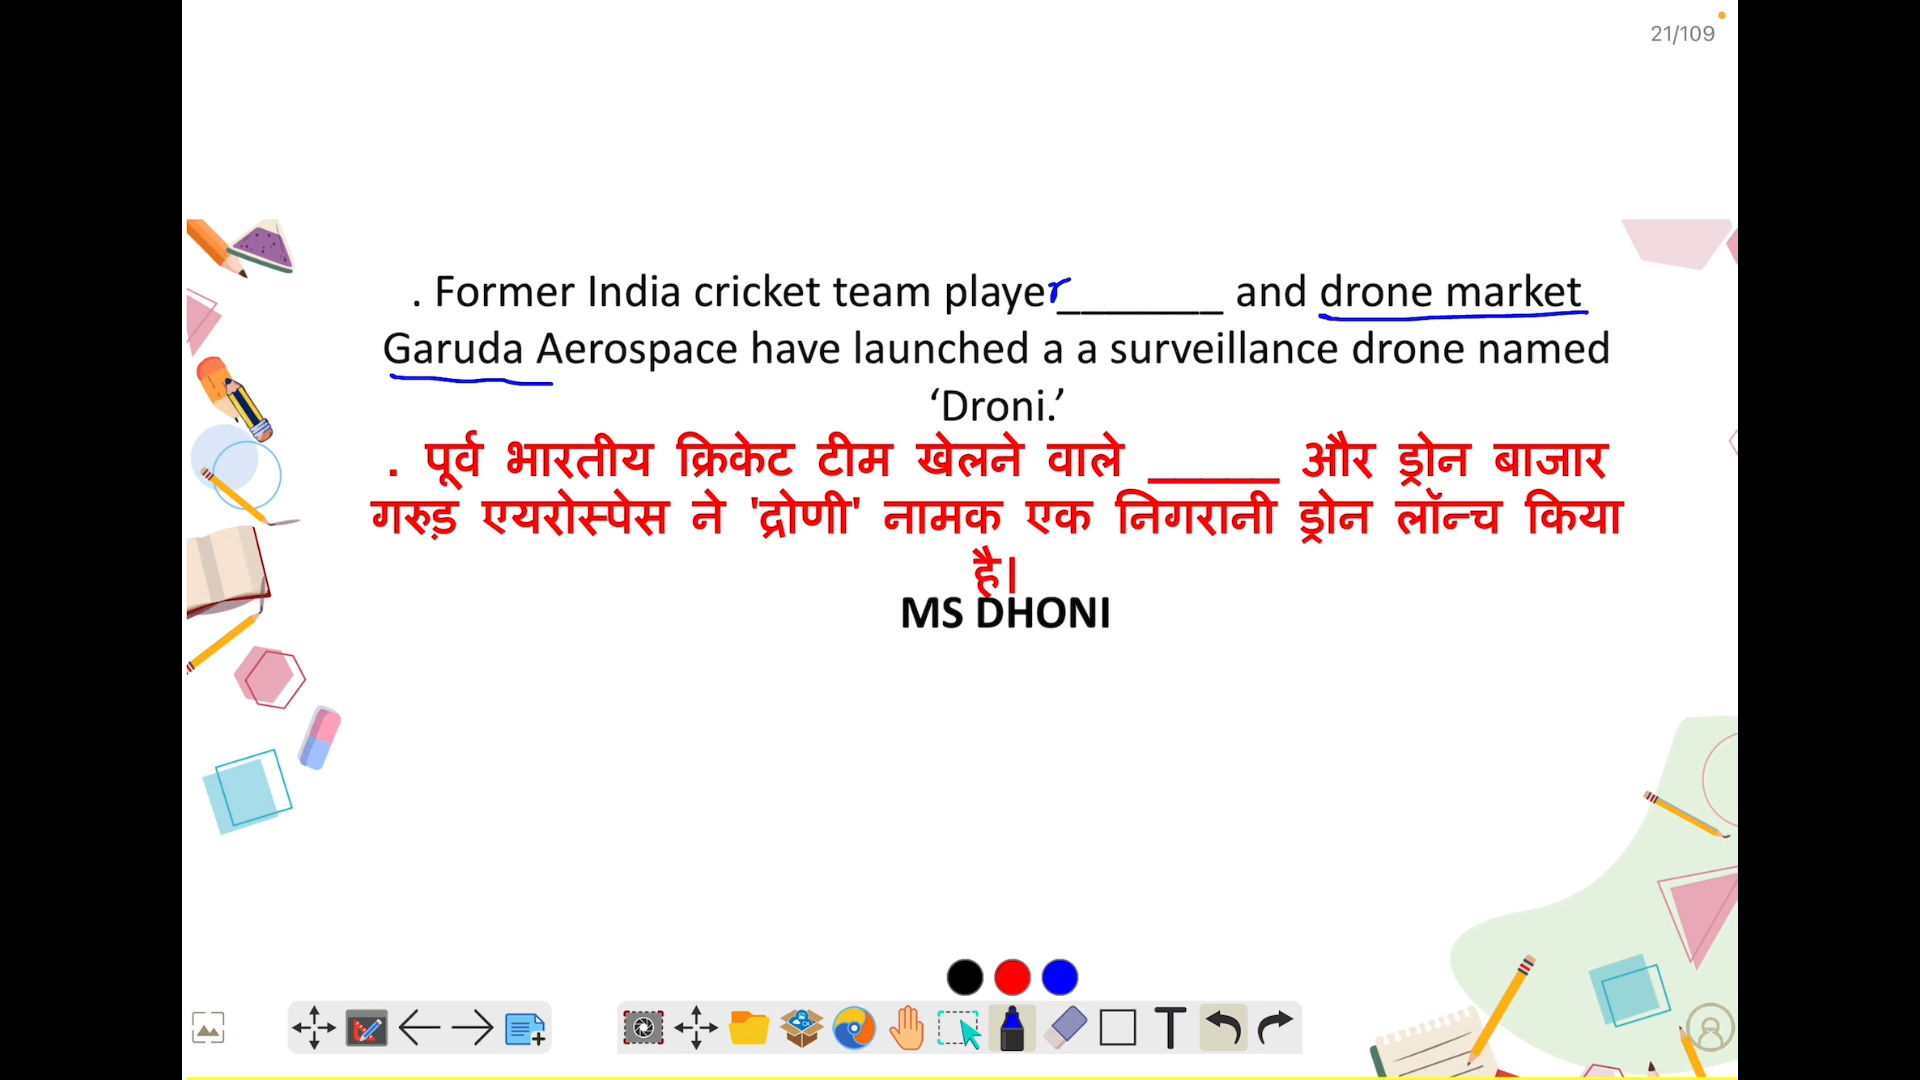 21/109
. Former India cricket team player_______ and drone market
Garuda Aerospace have launched a a surveillance drone named
‘Droni.’
. पूर्व भारतीय क्रिकेट टीम खेलने वाले _____ और ड्रोन बाजार
गरुड़ एयरोस्पेस ने 'द्रोणी' नामक एक निगरानी ड्रोन लॉन्च किया
है।
MS DHONI